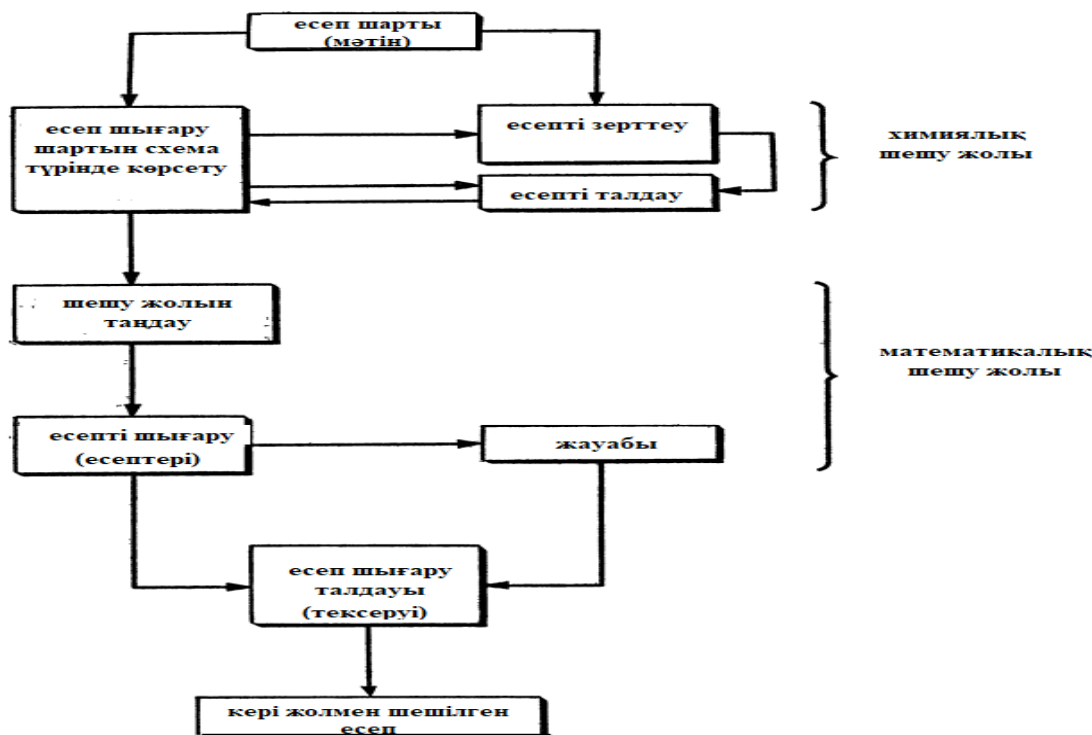 есеп шарты
(мәтін)
есеп шығару
шартын схема
түрінде көрсету
есепті зерттеу
есепті талдау
химиялық
шешу жолы
шешу жолын
таңдау
математикалық
шешу жолы
есепті шығару
(есептері)
жауабы
есеп шығару
талдауы
(тексеруі)
кері жолмен шешілген
есеп